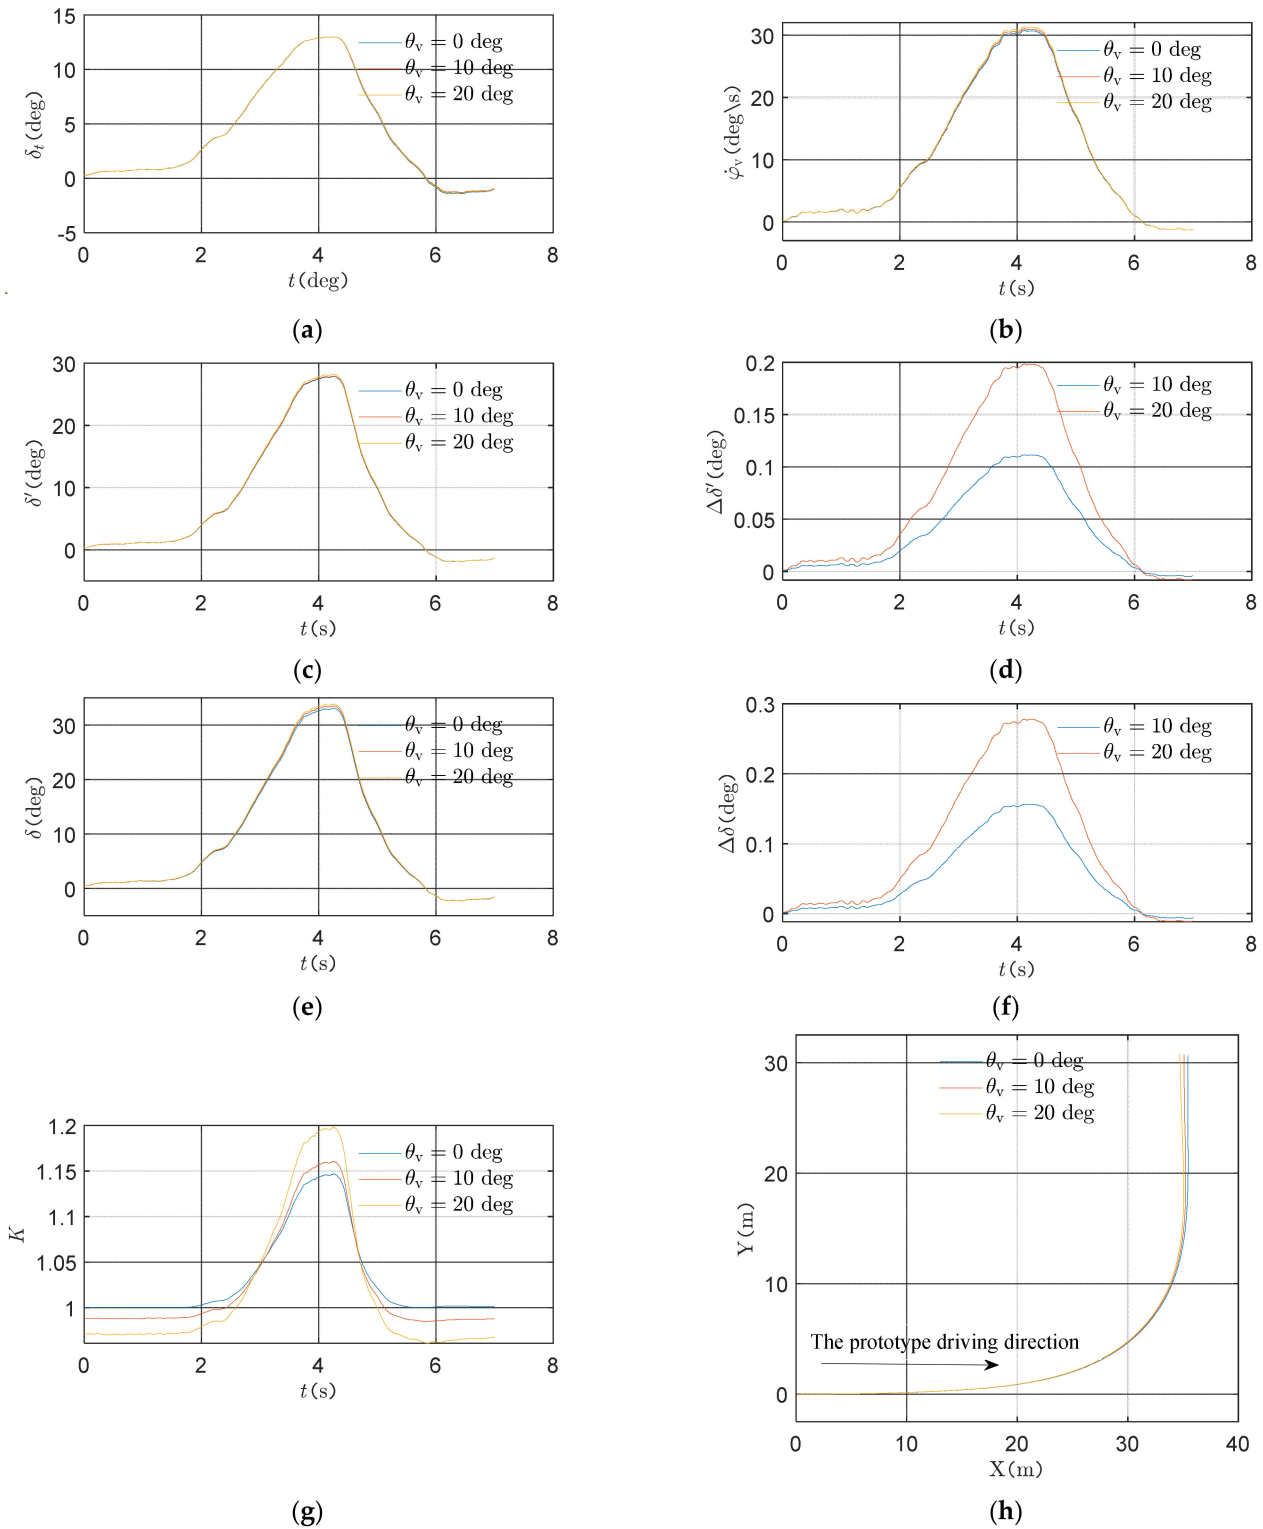 15
10
5
0
-5
δt(deg)
θv = 0 deg
θv = 10 deg
θv = 20 deg
0 2 4 6 8
t(deg)
(a)
30
20
10
0
φ̇v(deg\s)
θv = 0 deg
θv = 10 deg
θv = 20 deg
0 2 4 6 8
t(s)
(b)
30
20
10
0
δ′(deg)
θv = 0 deg
θv = 10 deg
θv = 20 deg
0 2 4 6 8
t(s)
(c)
0.2
0.15
0.1
0.05
0
Δδ′(deg)
θv = 10 deg
θv = 20 deg
0 2 4 6 8
t(s)
(d)
30
20
10
0
δ(deg)
θv = 0 deg
θv = 10 deg
θv = 20 deg
0 2 4 6 8
t(s)
(e)
0.3
0.2
0.1
0
Δδ(deg)
θv = 10 deg
θv = 20 deg
0 2 4 6 8
t(s)
(f)
1.2
1.15
1.1
1.05
1
K
θv = 0 deg
θv = 10 deg
θv = 20 deg
0 2 4 6 8
t(s)
(g)
30
20
10
0
Y(m)
θv = 0 deg
θv = 10 deg
θv = 20 deg
The prototype driving direction
0 10 20 30 40
X(m)
(h)